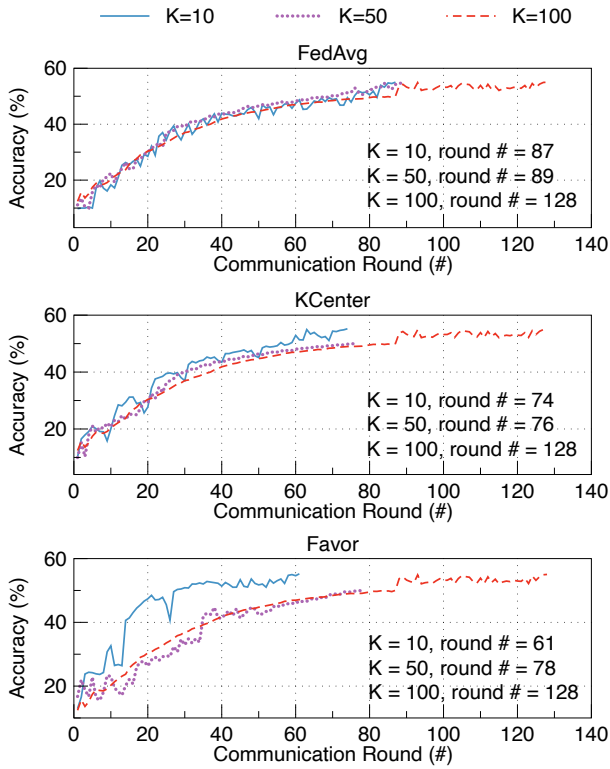 K=10 K=50 K=100
FedAvg
60
40
20
Accuracy (%)
K = 10, round # = 87
K = 50, round # = 89
K = 100, round # = 128
0 20 40 60 80 100 120 140
Communication Round (#)
KCenter
60
40
20
Accuracy (%)
K = 10, round # = 74
K = 50, round # = 76
K = 100, round # = 128
0 20 40 60 80 100 120 140
Communication Round (#)
Favor
60
40
20
Accuracy (%)
K = 10, round # = 61
K = 50, round # = 78
K = 100, round # = 128
0 20 40 60 80 100 120 140
Communication Round (#)